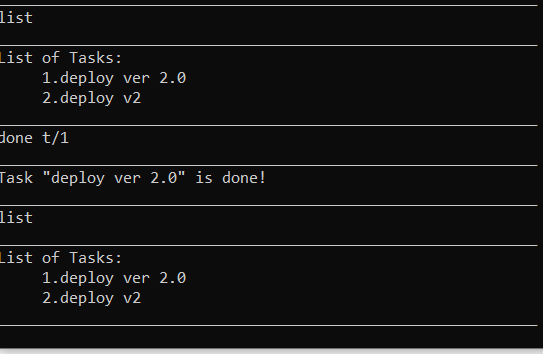 list
List of Tasks:
1.deploy ver 2.0
2.deploy v2
done t/1
Task "deploy ver 2.0" is done!
list
List of Tasks:
1.deploy ver 2.0
2.deploy v2